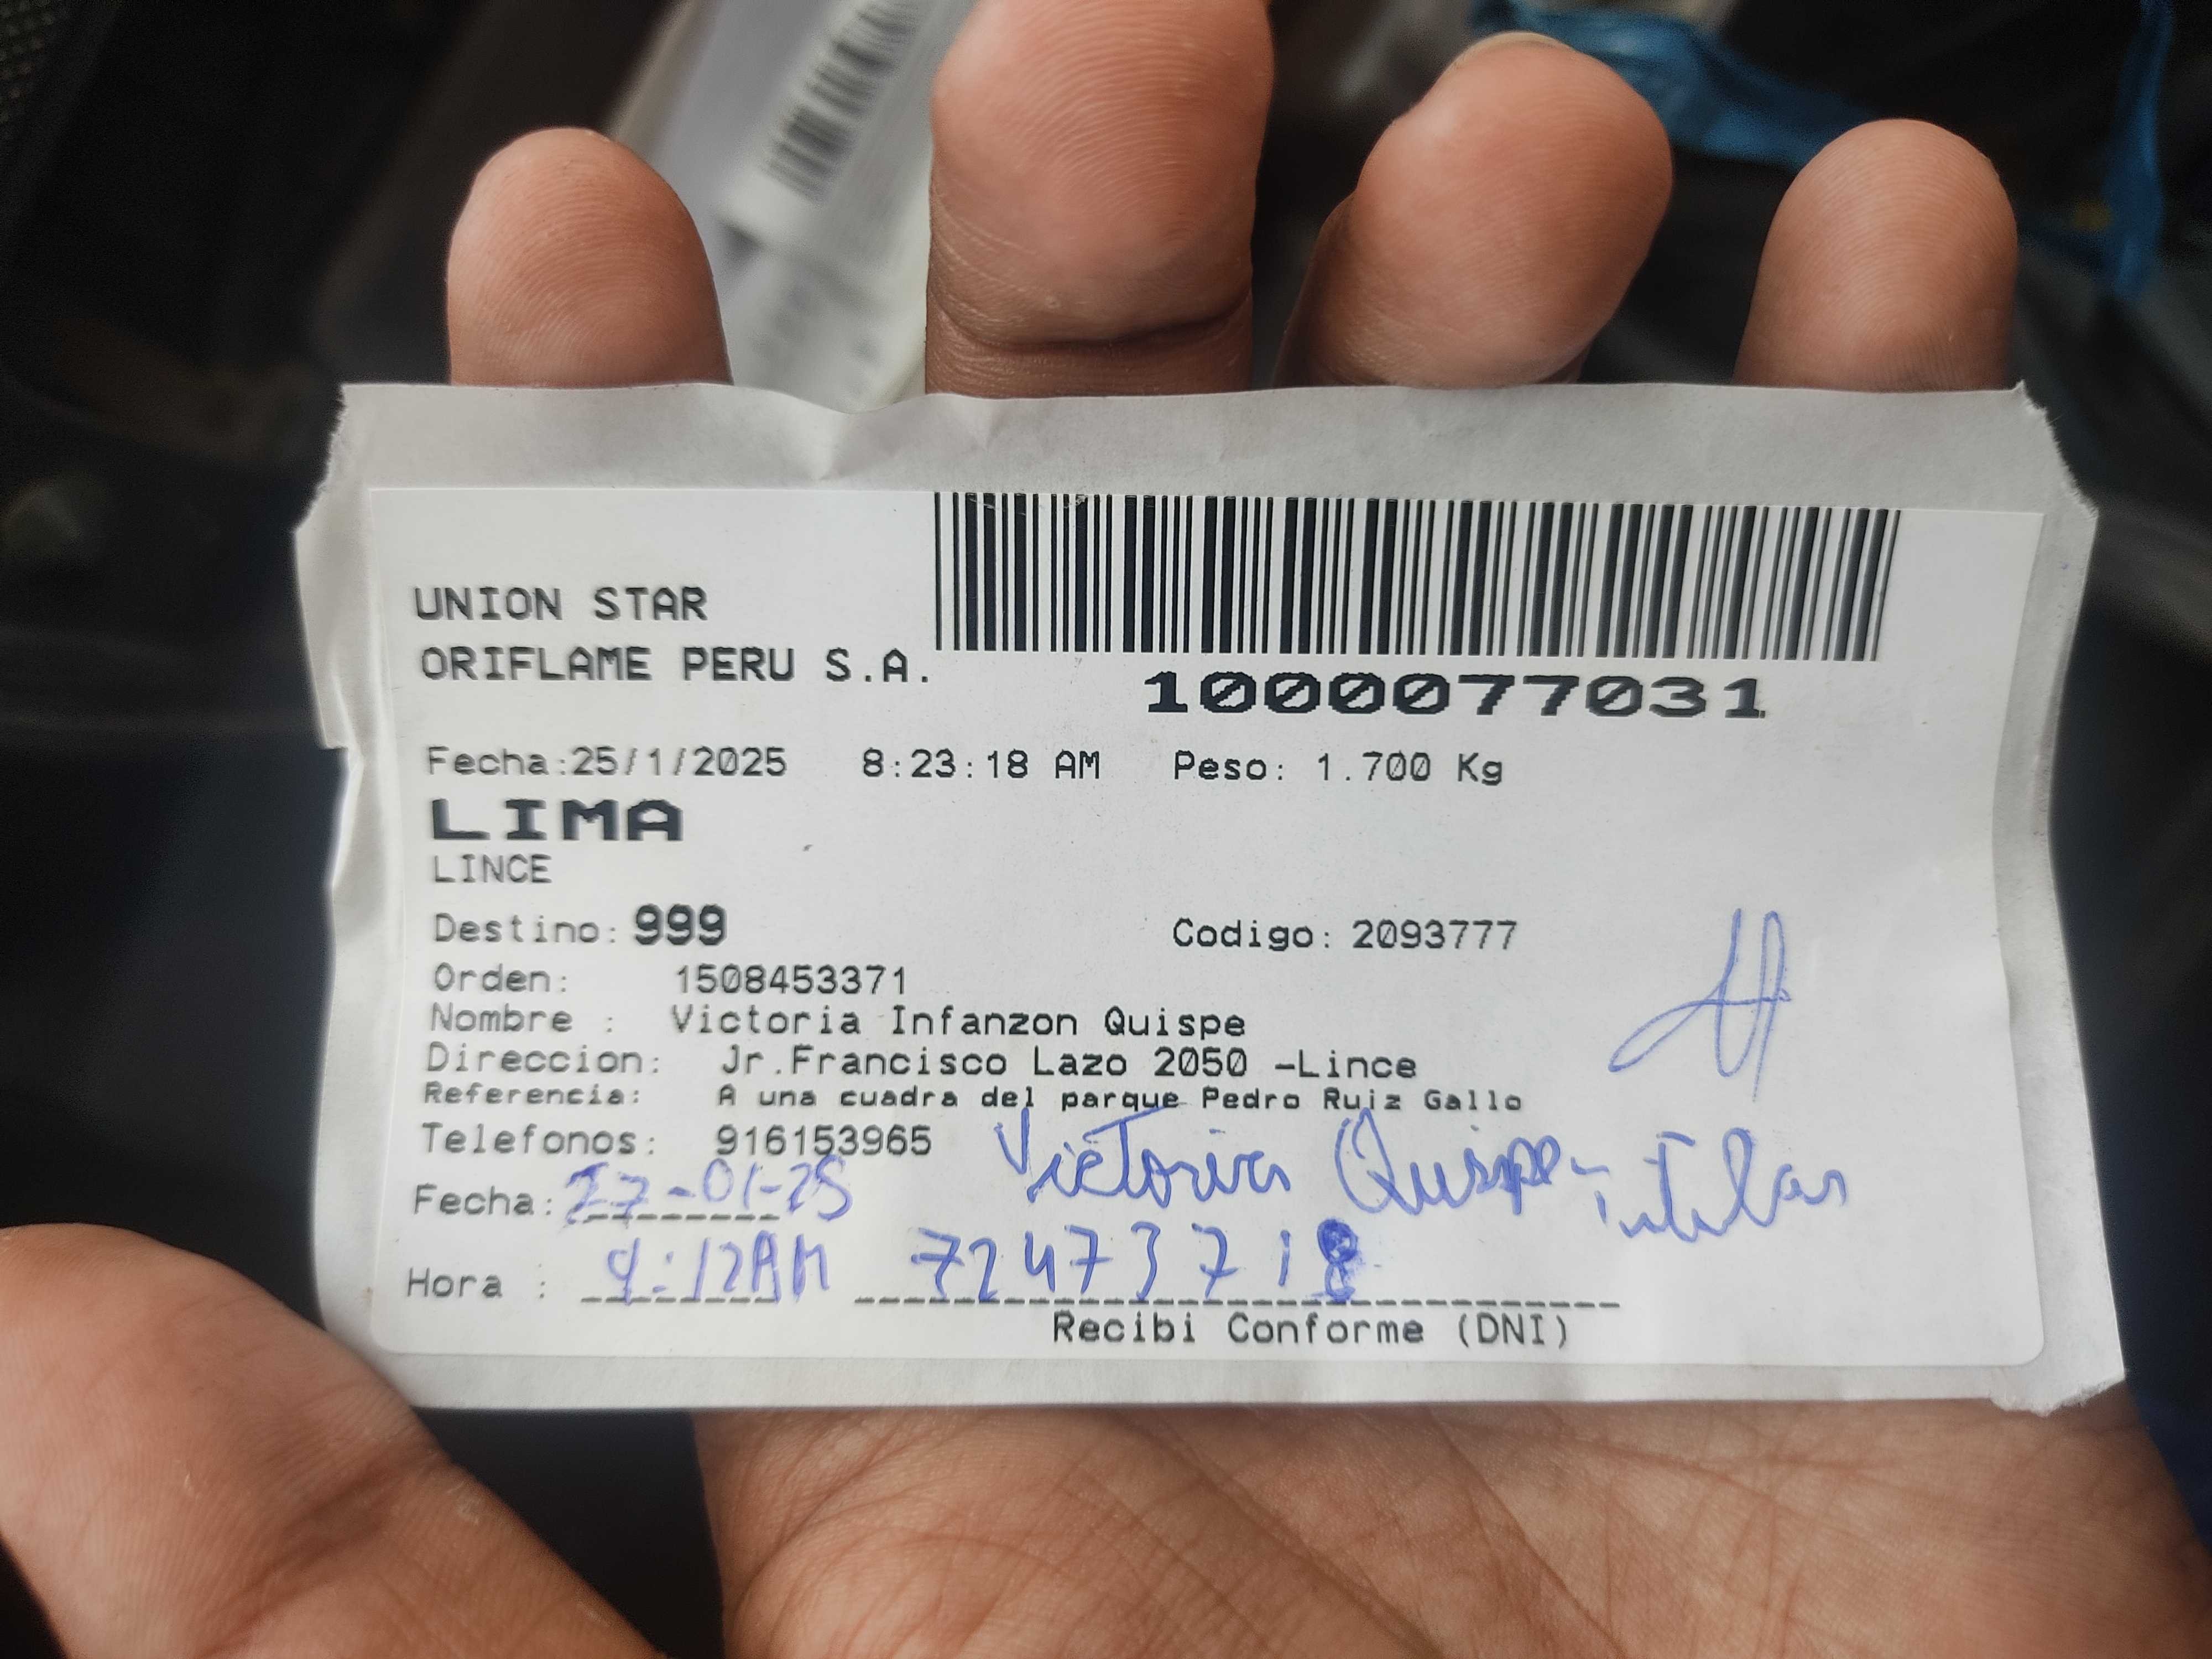 UNION STAR
ORIFLAME PERU S.A.
1000077031
Fecha:25/1/2025 8:23:18 AM Peso: 1.700 Kg
LIMA
LINCE
Destino: 999 Codigo: 2093777
Orden: 1508453371
Nombre : Victoria Infanzon Quispe
Direccion: Jr.Francisco Lazo 2050 -Lince
Referencia: A una cuadra del parque Pedro Ruiz Gallo
Telefonos: 916153965
Victoria Quispe
Fecha: 27-01-25
Hora : 9:12AM 72473718
Recibi Conforme (DNI)